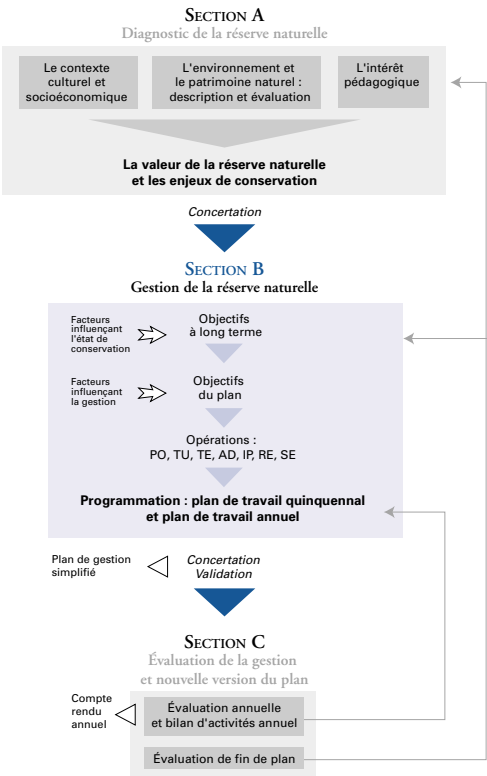 SECTION A
Diagnostic de la réserve naturelle
Le contexte
culturel et
socioéconomique
L'environnement et
le patrimoine naturel :
description et évaluation
L'intérêt
pédagogique
La valeur de la réserve naturelle
et les enjeux de conservation
Concertation
SECTION B
Gestion de la réserve naturelle
Facteurs
influençant
l'état de
conservation
Objectifs
à long terme
Facteurs
influençant
la gestion
Objectifs
du plan
Opérations :
PO, TU, TE, AD, IP, RE, SE
Programmation : plan de travail quinquennal
et plan de travail annuel
Plan de gestion
simplifié
Concertation
Validation
SECTION C
Évaluation de la gestion
et nouvelle version du plan
Compte
rendu
annuel
Évaluation annuelle
et bilan d'activités annuel
Évaluation de fin de plan